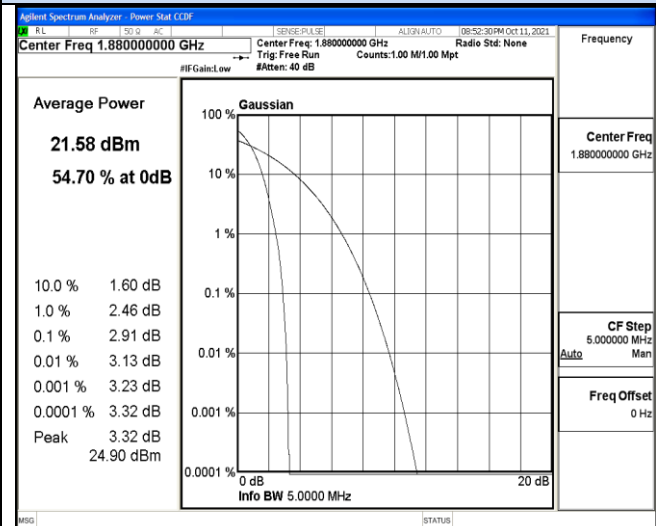 Agilent Spectrum Analyzer - Power Stat CCDF
LXI RL RF 50 Ω AC SENSE:PULSE ALIGN AUTO 08:52:30 PM Oct 11, 2021
Center Freq 1.880000000 GHz
Center Freq: 1.880000000 GHz Radio Std: None
Trig: Free Run Counts:1.00 M/1.00 Mpt
#IFGain:Low #Atten: 40 dB
Frequency
Average Power
21.58 dBm
54.70 % at 0dB
10.0 % 1.60 dB
1.0 % 2.46 dB
0.1 % 2.91 dB
0.01 % 3.13 dB
0.001 % 3.23 dB
0.0001 % 3.32 dB
Peak 3.32 dB
24.90 dBm
Gaussian
100 %
10 %
1 %
0.1 %
0.01 %
0.001 %
0.0001 %
0 dB 20 dB
Info BW 5.0000 MHz
Center Freq
1.880000000 GHz
CF Step
5.000000 MHz
Auto Man
Freq Offset
0 Hz
MSG STATUS